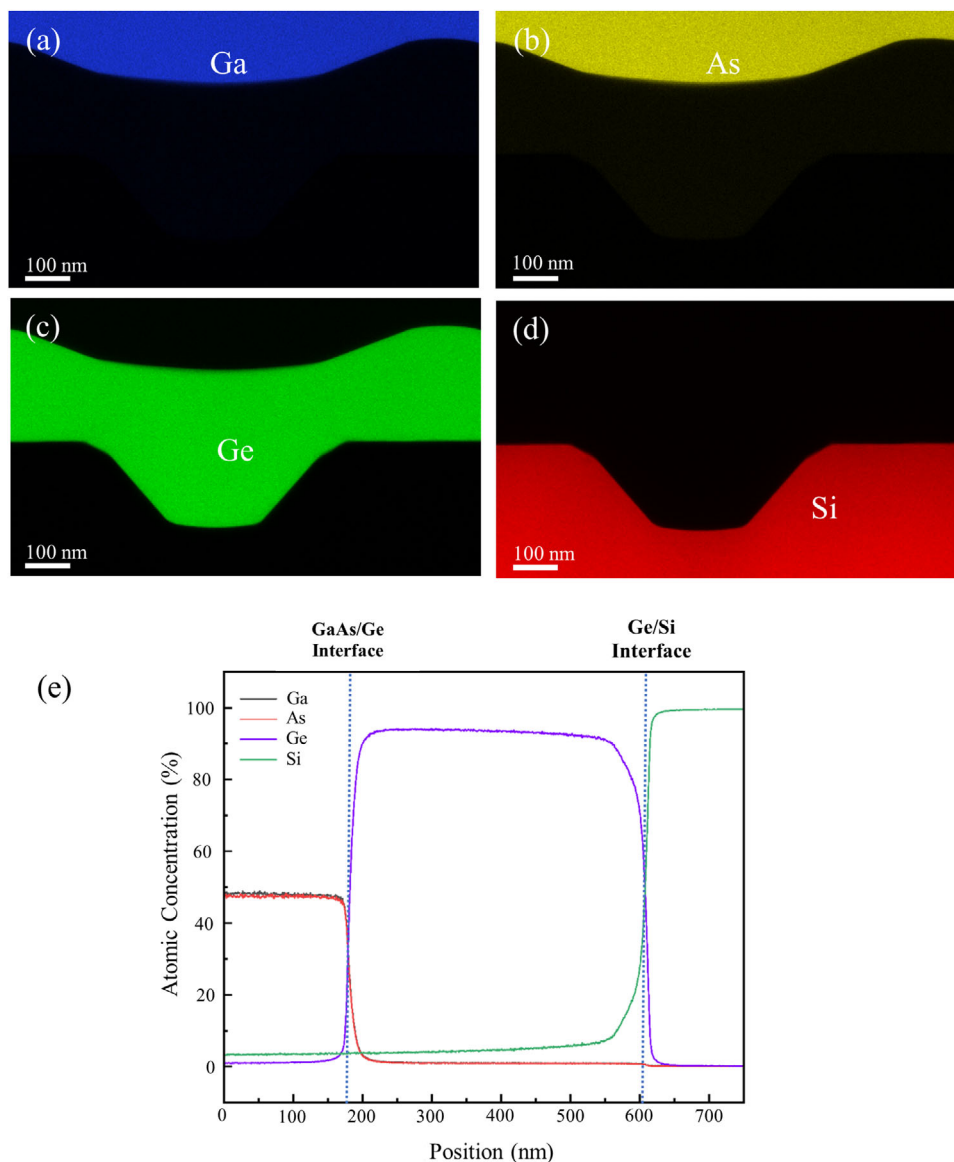 (a)
Ga
100 nm
(b)
As
100 nm
(c)
Ge
100 nm
(d)
Si
100 nm
(e)
GaAs/Ge
Interface
Ge/Si
Interface
Ga
As
Ge
Si
Atomic Concentration (%)
100
80
60
40
20
0
0 100 200 300 400 500 600 700
Position (nm)